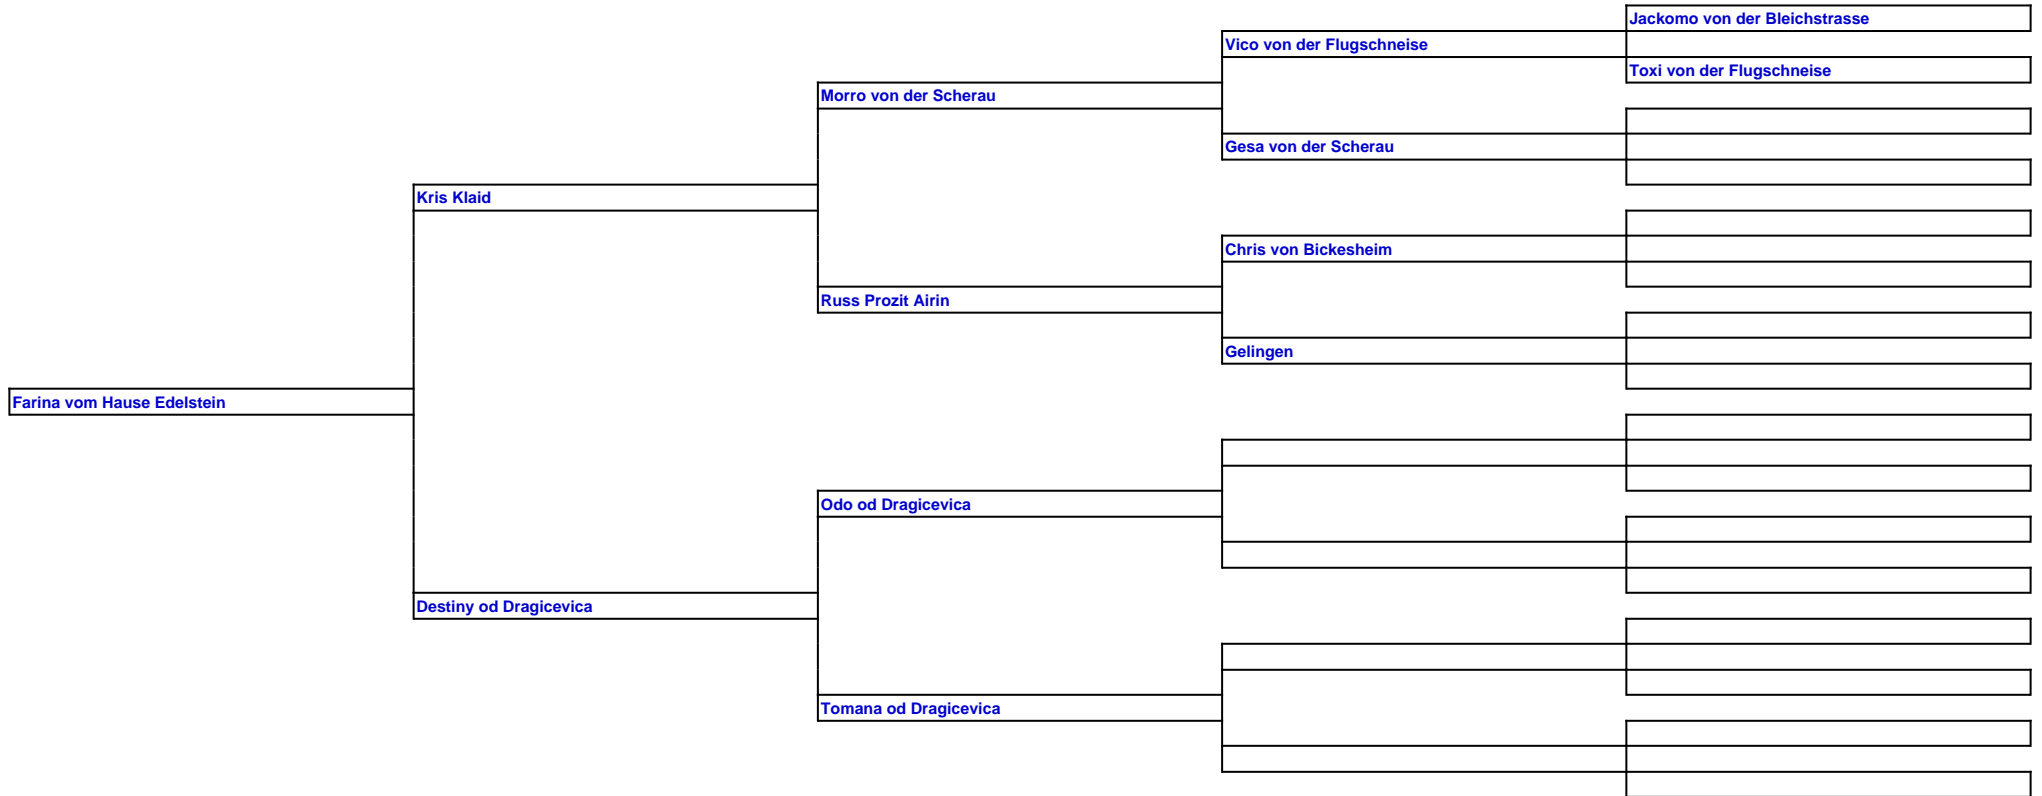 Jackomo von der Bleichstrasse
Vico von der Flugschneise
Toxi von der Flugschneise
Morro von der Scherau
Gesa von der Scherau
Kris Klaid
Chris von Bickesheim
Russ Prozit Airin
Gelingen
Farina vom Hause Edelstein
Odo od Dragicevica
Destiny od Dragicevica
Tomana od Dragicevica